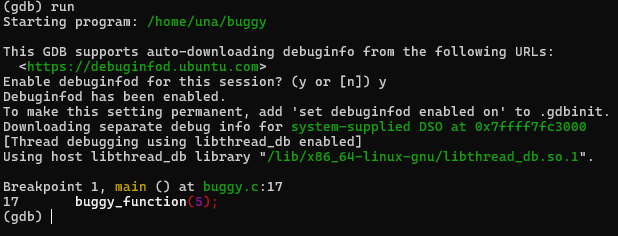 (gdb) run
Starting program: /home/una/buggy

This GDB supports auto-downloading debuginfo from the following URLs:
  <https://debuginfod.ubuntu.com>
Enable debuginfod for this session? (y or [n]) y
Debuginfod has been enabled.
To make this setting permanent, add 'set debuginfod enabled on' to .gdbinit.
Downloading separate debug info for system-supplied DSO at 0x7ffff7fc3000
[Thread debugging using libthread_db enabled]
Using host libthread_db library "/lib/x86_64-linux-gnu/libthread_db.so.1".

Breakpoint 1, main () at buggy.c:17
17        buggy_function(5);
(gdb)